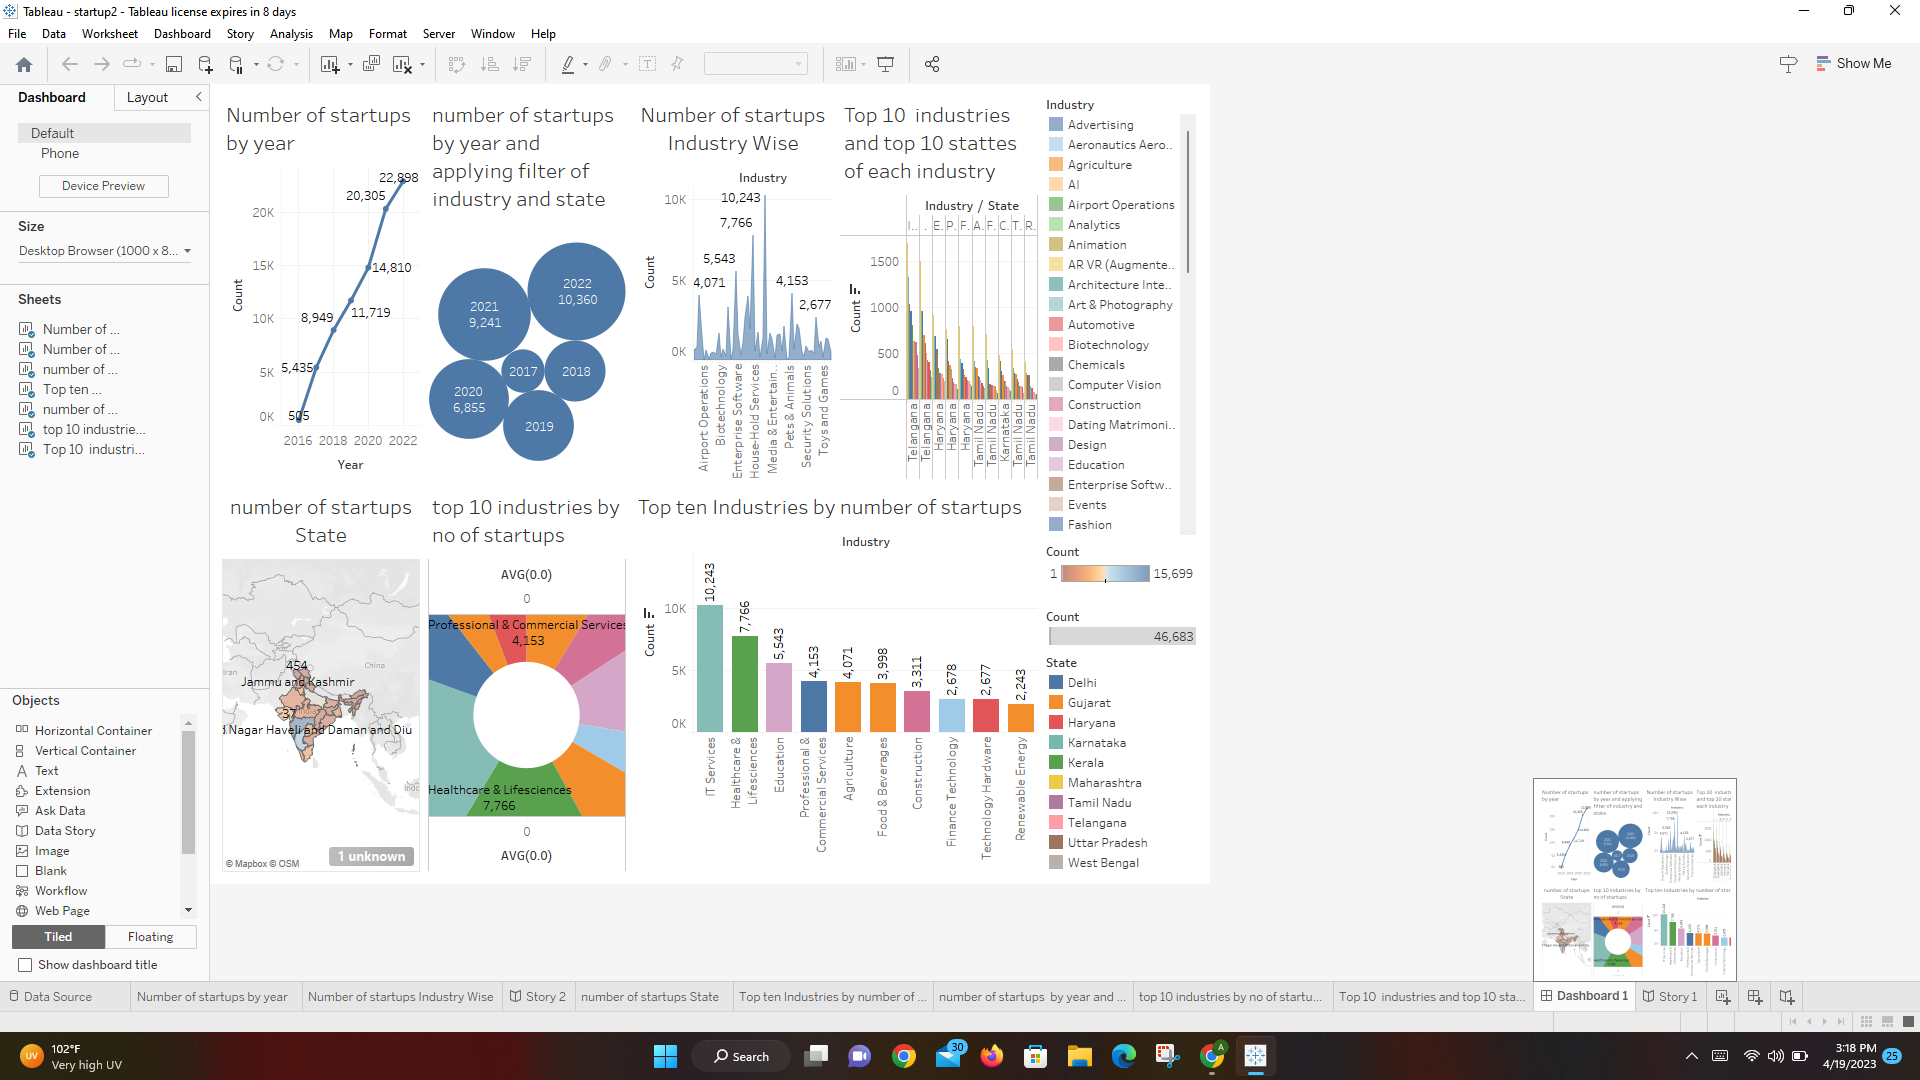 Tableau - startup2 - Tableau license expires in 8 days
File Data Worksheet Dashboard Story Analysis Map Format Server Window Help
Show Me
Dashboard Layout
Default
Phone
Device Preview
Size
Desktop Browser (1000 x 8...
Sheets
Number of ...
Number of ...
number of ...
Top ten ...
number of ...
top 10 industrie...
Top 10 industri...
Objects
Horizontal Container
Vertical Container
Text
Extension
Ask Data
Data Story
Image
Blank
Workflow
Web Page
Tiled Floating
Show dashboard title
Number of startups
by year
22,898
20,305
20K
15K
14,810
11,719
10K
8,949
5,435
5K
505
0K
Count
2016 2018 2020 2022
Year
number of startups
by year and
applying filter of
industry and state
2022
10,360
2021
9,241
2017
2018
2020
6,855
2019
Number of startups
Industry Wise
Industry
10,243
10K
7,766
5,543
5K
4,071
4,153
2,677
0K
Count
Airport Operations
Biotechnology
Enterprise Software
House-Hold Services
Media & Entertain..
Pets & Animals
Security Solutions
Toys and Games
Top 10 industries
and top 10 stattes
of each industry
Industry / State
I.. . E. P. F. A. F. C. T. R.
1500
1000
500
0
Count
Telangana
Telangana
Haryana
Haryana
Haryana
Tamil Nadu
Tamil Nadu
Karnataka
Tamil Nadu
Tamil Nadu
Industry
Advertising
Aeronautics Aero..
Agriculture
AI
Airport Operations
Analytics
Animation
AR VR (Augmente..
Architecture Inte..
Art & Photography
Automotive
Biotechnology
Chemicals
Computer Vision
Construction
Dating Matrimoni..
Design
Education
Enterprise Softw..
Events
Fashion
Count
1 15,699
Count
46,683
State
Delhi
Gujarat
Haryana
Karnataka
Kerala
Maharashtra
Tamil Nadu
Telangana
Uttar Pradesh
West Bengal
number of startups
State
China
454
Jammu and Kashmir
37
Nagar Haveli and Daman and Diu
© Mapbox © OSM
1 unknown
top 10 industries by
no of startups
AVG(0.0)
0
Professional & Commercial Services
4,153
Healthcare & Lifesciences
7,766
0
AVG(0.0)
Top ten Industries by number of startups
Industry
10K
5K
0K
Count
10,243
7,766
5,543
4,153
4,071
3,998
3,311
2,678
2,677
2,243
IT Services
Healthcare &
Lifesciences
Education
Professional &
Commercial Services
Agriculture
Food & Beverages
Construction
Finance Technology
Technology Hardware
Renewable Energy
Data Source
Number of startups by year
Number of startups Industry Wise
Story 2
number of startups State
Top ten Industries by number of ...
number of startups by year and ...
top 10 industries by no of startu...
Top 10 industries and top 10 sta...
Dashboard 1
Story 1
UV
102°F
Very high UV
Search
30
A
3:18 PM
4/19/2023
25